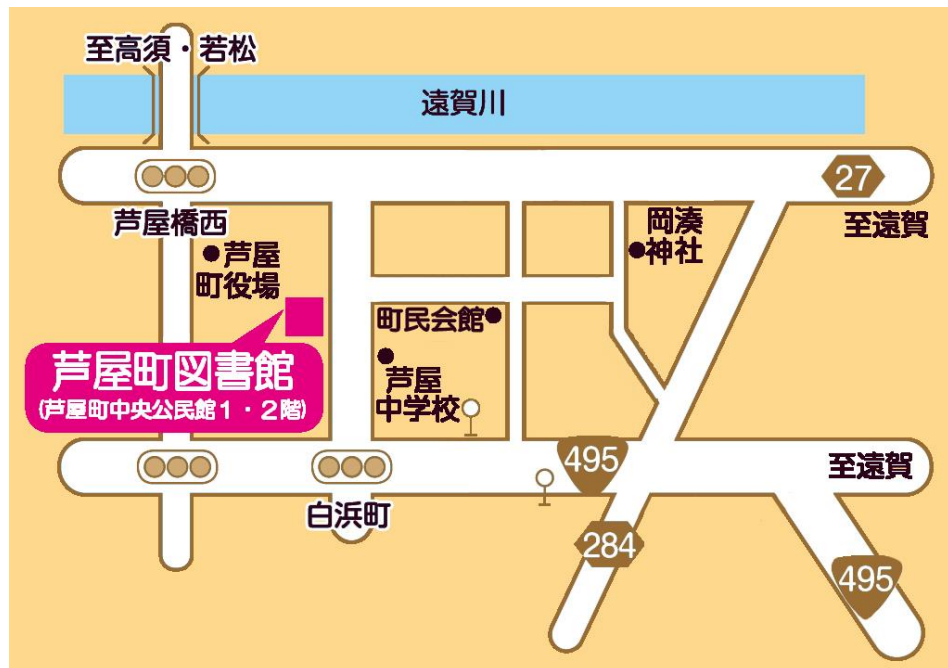 至高須・若松
遠賀川
27
至遠賀
芦屋橋西
芦屋
町役場
岡湊
神社
町民会館
芦屋町図書館
(芦屋町中央公民館1・2階)
芦屋
中学校
495
至遠賀
白浜町
284
495